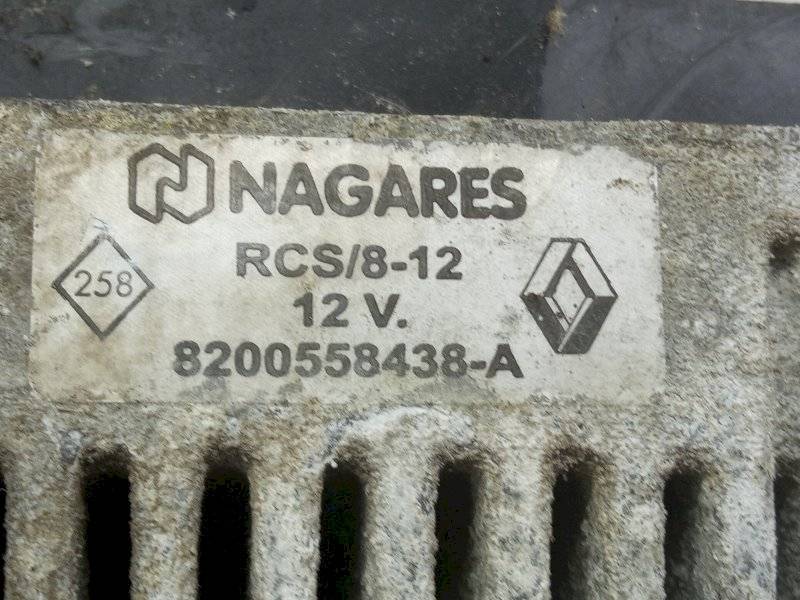 NAGARES
RCS/8-12
258
12 V.
8200558438-A